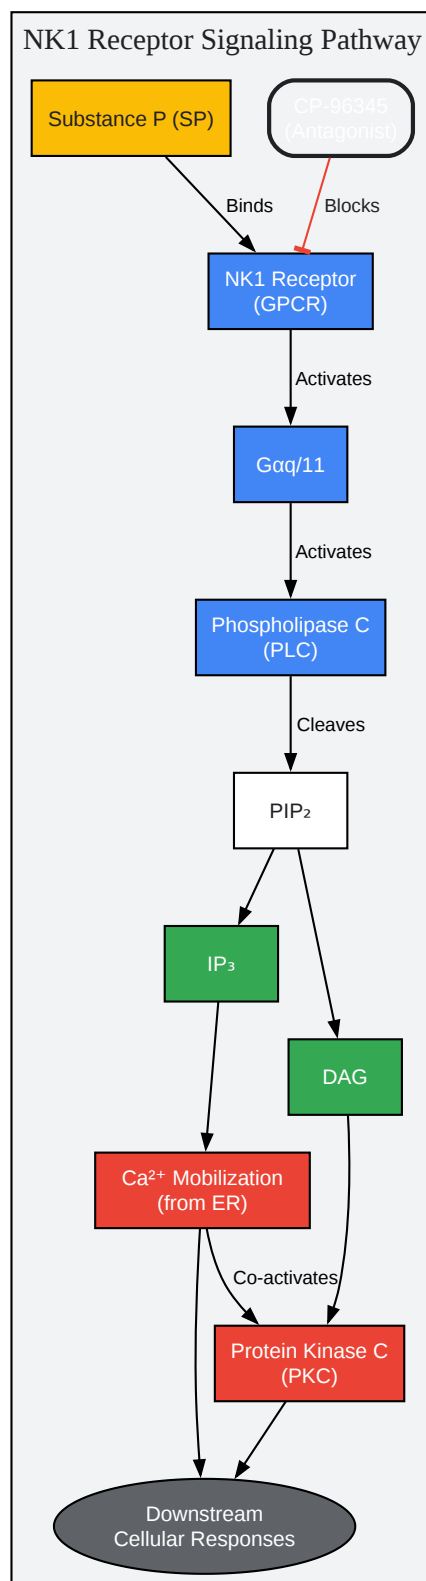 NK1 Receptor Signaling Pathway
Substance P (SP)
CP-96345
(Antagonist)
Binds
Blocks
NK1 Receptor
(GPCR)
Activates
Gαq/11
Activates
Phospholipase C
(PLC)
Cleaves
PIP₂
IP₃
DAG
Ca²⁺ Mobilization
(from ER)
Co-activates
Protein Kinase C
(PKC)
Downstream
Cellular Responses